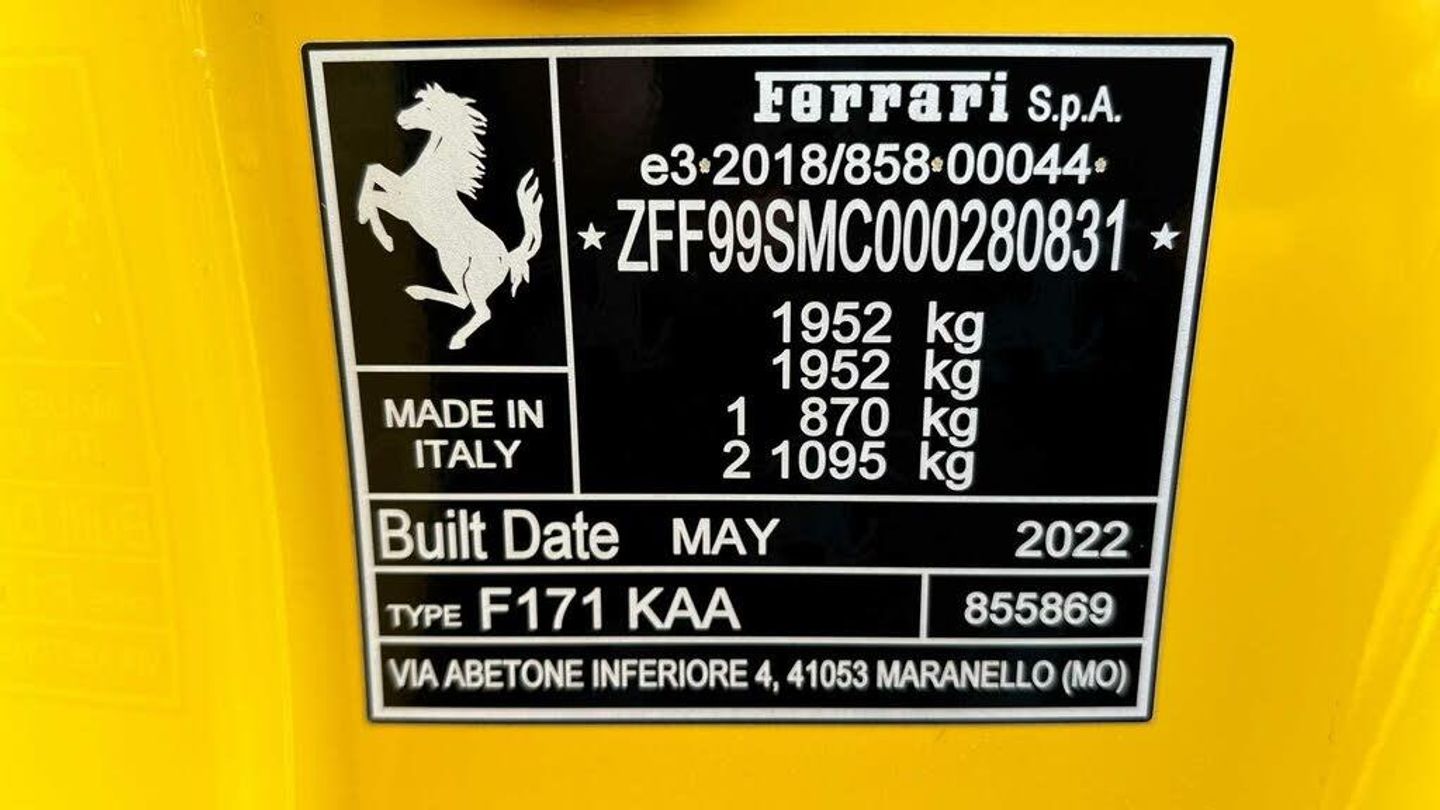 Ferrari S.p.A.
e3*2018/858*00044*
★ ZFF99SMC000280831 ★
1952 kg
1952 kg
1 870 kg
2 1095 kg
MADE IN
ITALY
Built Date MAY 2022
TYPE F171 KAA 855869
VIA ABETONE INFERIORE 4, 41053 MARANELLO (MO)